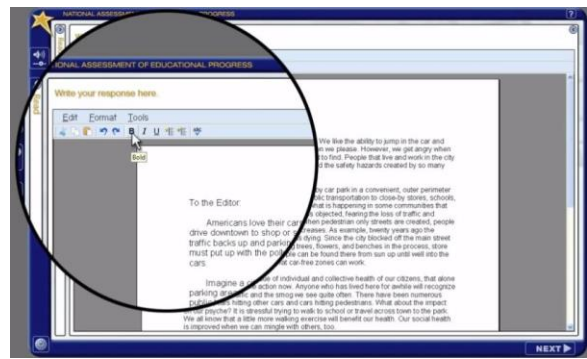 NATIONAL ASSESSMENT OF EDUCATIONAL PROGRESS
IONAL ASSESSMENT OF EDUCATIONAL PROGRESS
Read
Write your response here.
Edit Format Tools
B I U
Bold
We like the ability to jump in the car and
we please. However, we get angry when
to find. People that live and work in the city
the safety hazards created by so many
To the Editor:
by car park in a convenient, outer perimeter
transportation to close-by stores, schools,
what is happening in some communities that
objected, fearing the loss of traffic and
Americans love their car
when pedestrian only streets are created, people
drive downtown to shop or
increases. As example, twenty years ago the
traffic backs up and parking
is dying. Since the city blocked off the main street
must put up with the
trees, flowers, and benches in the process, store
can be found there from sun up until well into the
cars.
that car-free zones can work.
Imagine a
of individual and collective health of our citizens, that alone
parking
action now. Anyone who has lived here for awhile will recognize
and the smog we see quite often. There have been numerous
hitting other cars and cars hitting pedestrians. What about the impact
on our psyche? It is stressful trying to walk to school or travel across town to the park.
We all know that a little more walking exercise will benefit our health. Our social health
is improved when we can mingle with others, too.
NEXT